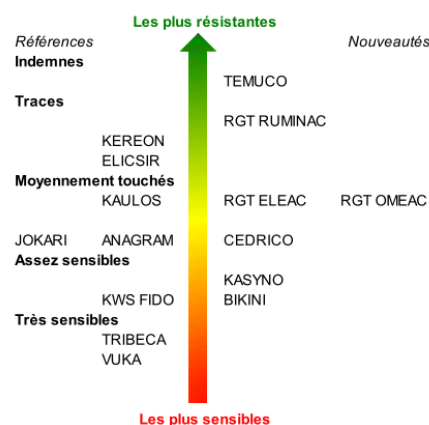 Les plus résistantes
Références Nouveautés
Indemnes
TEMUCO
Traces
RGT RUMINAC
KEREON
ELICSIR
Moyennement touchés
KAULOS RGT ELEAC RGT OMEAC
JOKARI ANAGRAM CEDRICO
Assez sensibles
KASYNO
KWS FIDO BIKINI
Très sensibles
TRIBECA
VUKA
Les plus sensibles